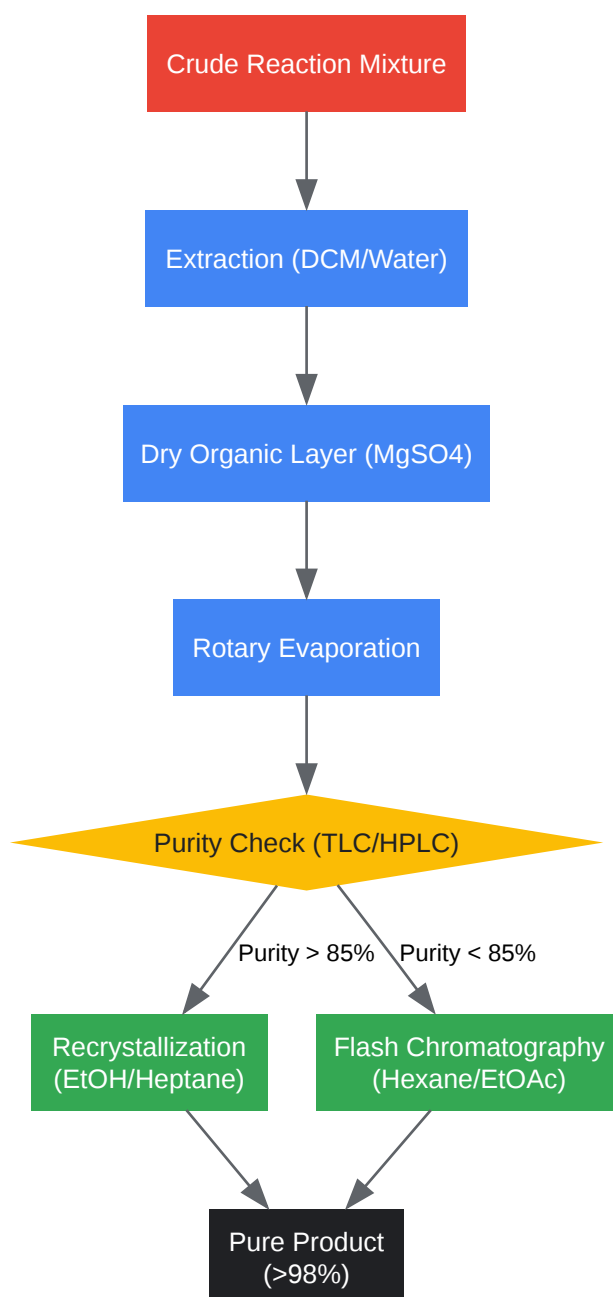 Crude Reaction Mixture
Extraction (DCM/Water)
Dry Organic Layer (MgSO4)
Rotary Evaporation
Purity Check (TLC/HPLC)
Purity > 85%
Purity < 85%
Recrystallization
(EtOH/Heptane)
Flash Chromatography
(Hexane/EtOAc)
Pure Product
(>98%)